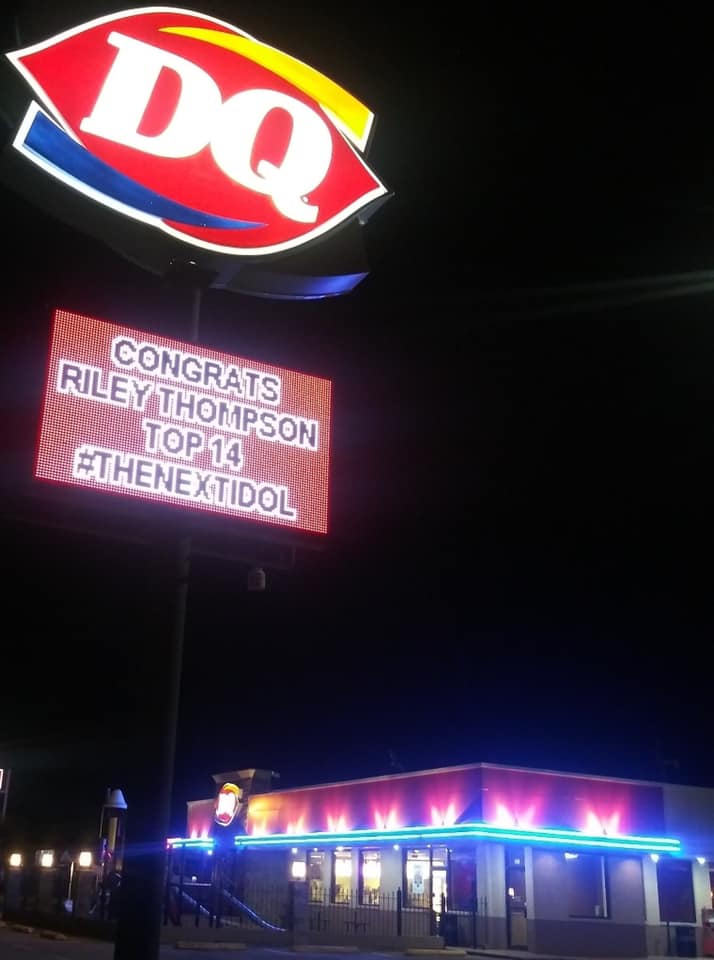 DQ
CONGRATS
RILEY THOMPSON
TOP 14
#THENEXTIDOL